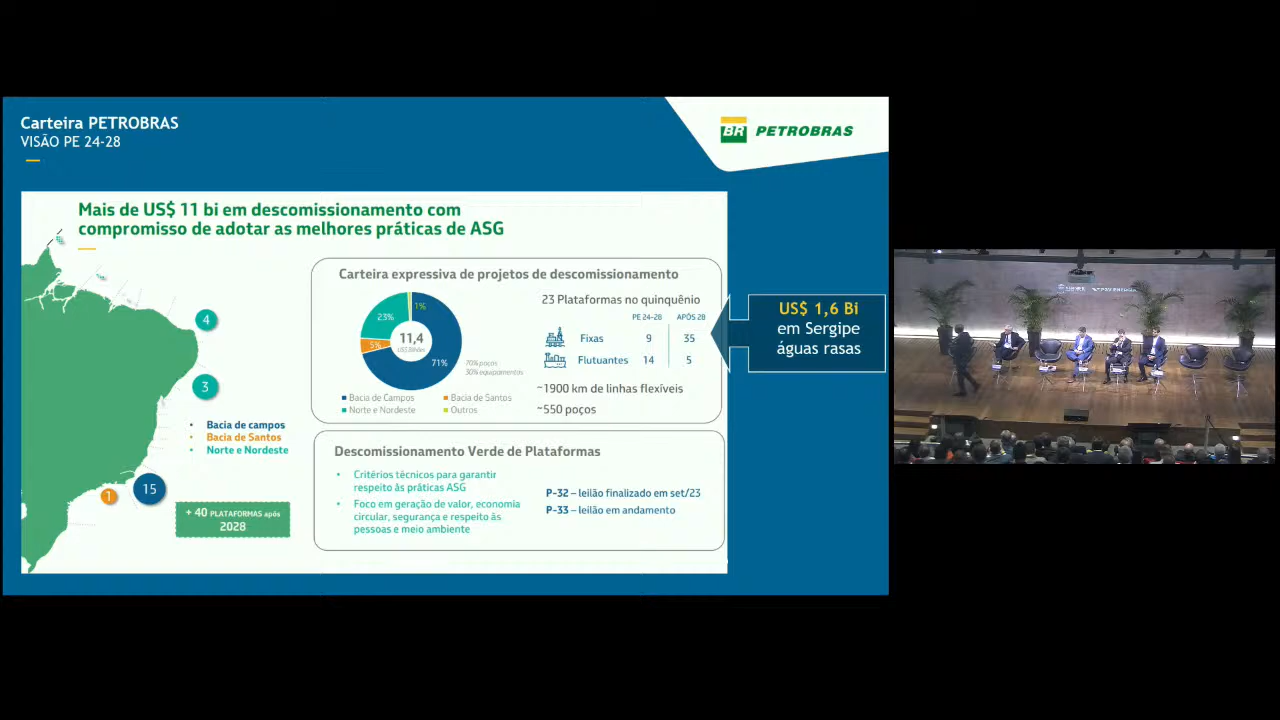 Carteira PETROBRAS
VISÃO PE 24-28
BR PETROBRAS
Mais de US$ 11 bi em descomissionamento com
compromisso de adotar as melhores práticas de ASG
4
3
• Bacia de campos
• Bacia de Santos
• Norte e Nordeste
1
15
+ 40 PLATAFORMAS após
2028
Carteira expressiva de projetos de descomissionamento
1%
23%
5%
71%
11,4
US$ Bilhões
70% poços
30% equipamentos
Bacia de Campos
Bacia de Santos
Norte e Nordeste
Outros
23 Plataformas no quinquênio
PE 24-28 APÓS 28
Fixas 9 35
Flutuantes 14 5
~1900 km de linhas flexíveis
~550 poços
Descomissionamento Verde de Plataformas
• Critérios técnicos para garantir
respeito às práticas ASG
• Foco em geração de valor, economia
circular, segurança e respeito às
pessoas e meio ambiente
P-32 – leilão finalizado em set/23
P-33 – leilão em andamento
US$ 1,6 Bi
em Sergipe
águas rasas